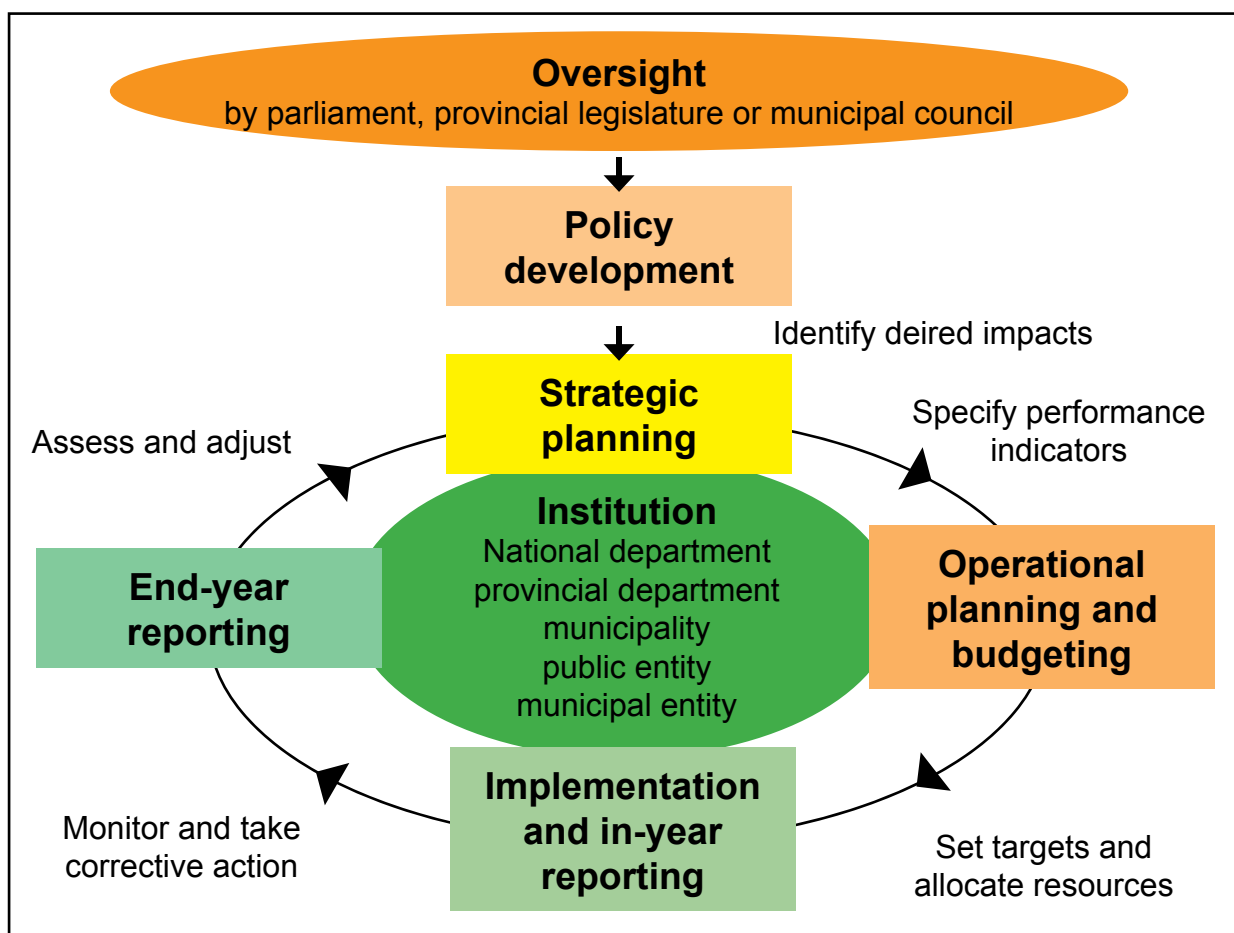 Oversight
by parliament, provincial legislature or municipal council
Policy
development
Identify deired impacts
Strategic
planning
Specify performance
indicators
Assess and adjust
Institution
National department
provincial department
municipality
public entity
municipal entity
Operational
planning and
budgeting
End-year
reporting
Implementation
and in-year
reporting
Set targets and
allocate resources
Monitor and take
corrective action